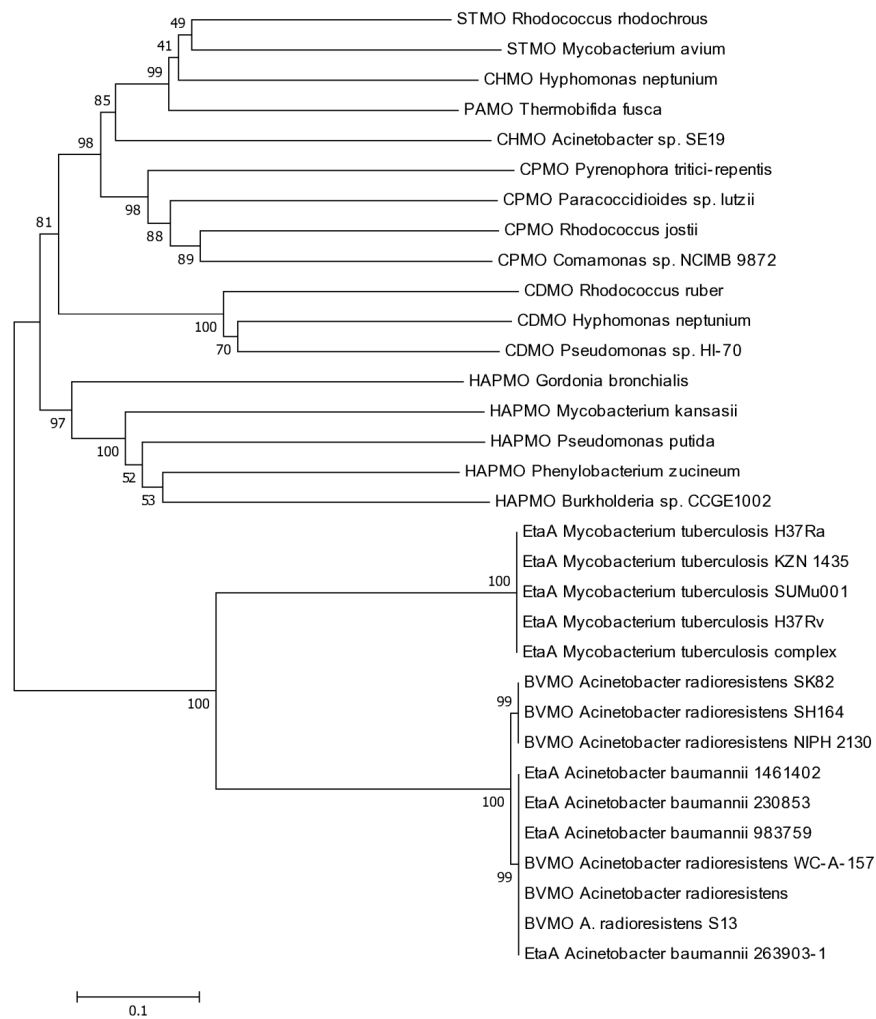 49
STMO Rhodococcus rhodochrous
41
STMO Mycobacterium avium
99
CHMO Hyphomonas neptunium
85
PAMO Thermobifida fusca
98
CHMO Acinetobacter sp. SE19
CPMO Pyrenophora tritici-repentis
98
CPMO Paracoccidioides sp. lutzii
81
88
CPMO Rhodococcus jostii
89
CPMO Comamonas sp. NCIMB 9872
CDMO Rhodococcus ruber
100
CDMO Hyphomonas neptunium
70
CDMO Pseudomonas sp. HI-70
HAPMO Gordonia bronchialis
97
HAPMO Mycobacterium kansasii
100
HAPMO Pseudomonas putida
52
HAPMO Phenylobacterium zucineum
53
HAPMO Burkholderia sp. CCGE1002
EtaA Mycobacterium tuberculosis H37Ra
EtaA Mycobacterium tuberculosis KZN 1435
100
EtaA Mycobacterium tuberculosis SUMu001
EtaA Mycobacterium tuberculosis H37Rv
EtaA Mycobacterium tuberculosis complex
100
BVMO Acinetobacter radioresistens SK82
99
BVMO Acinetobacter radioresistens SH164
BVMO Acinetobacter radioresistens NIPH 2130
EtaA Acinetobacter baumannii 1461402
100
EtaA Acinetobacter baumannii 230853
EtaA Acinetobacter baumannii 983759
BVMO Acinetobacter radioresistens WC-A-157
99
BVMO Acinetobacter radioresistens
BVMO A. radioresistens S13
EtaA Acinetobacter baumannii 263903-1
0.1